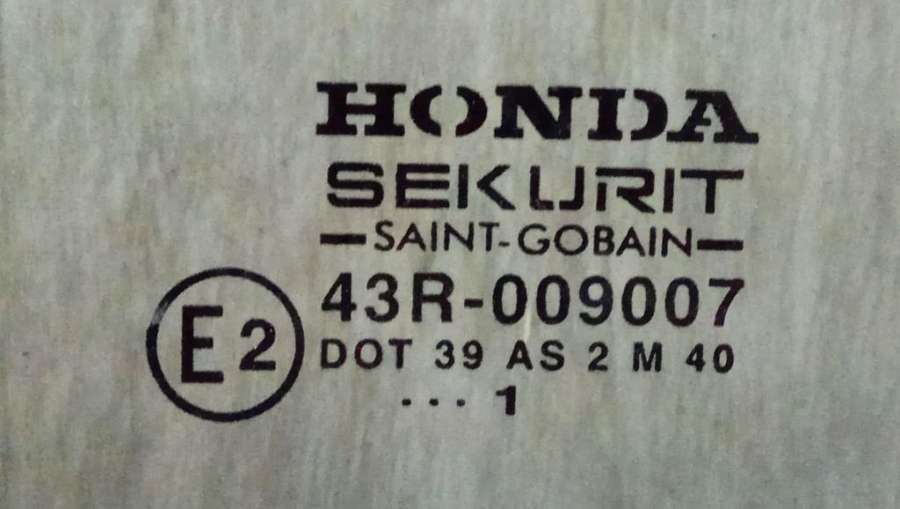 HONDA
SEKURIT
—SAINT-GOBAIN—
43R-009007
E2
DOT 39 AS 2 M 40
... 1